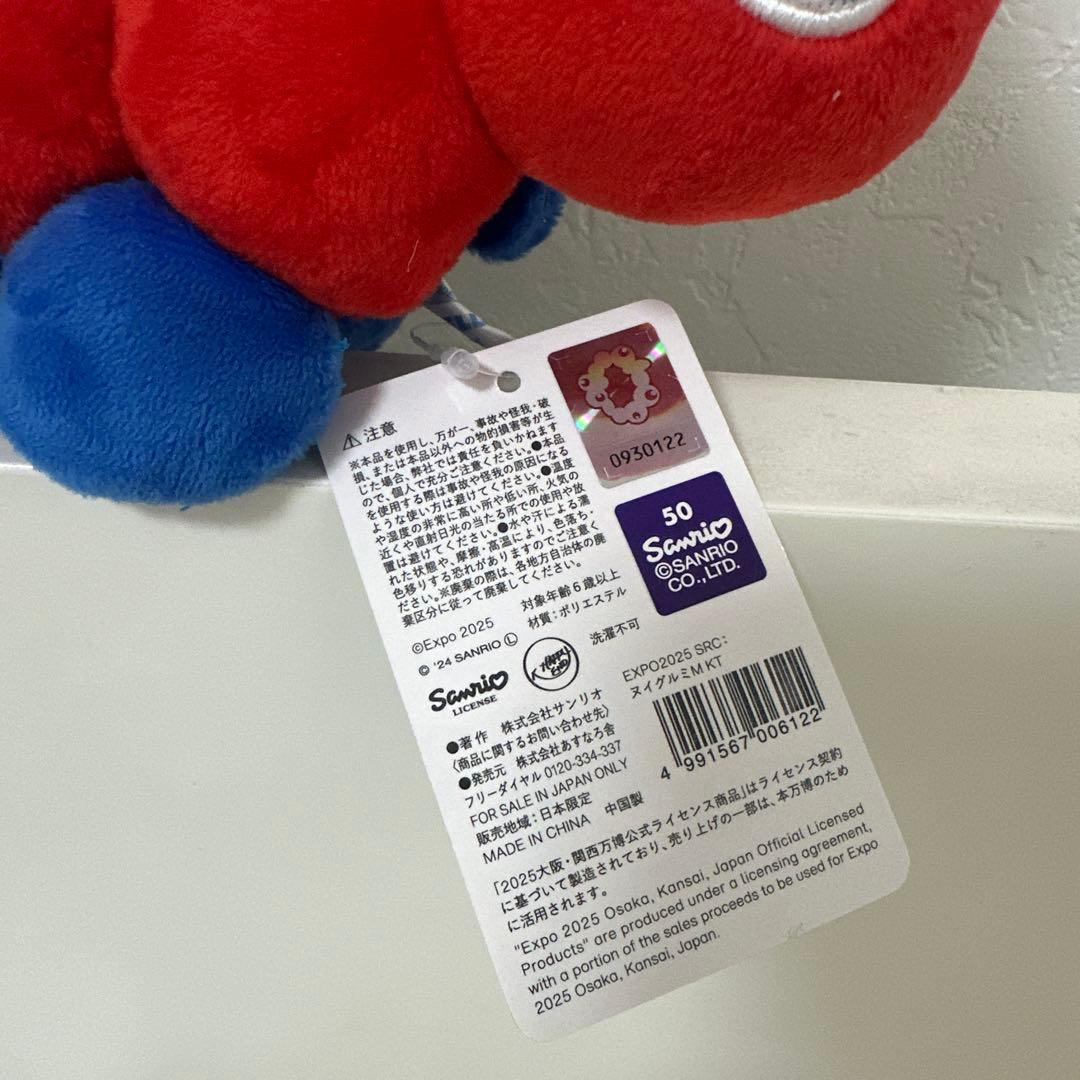 ⚠注意
※本品を使用し、万が一、事故や怪我・破
損、または本品以外への物的損害等が生
じた場合、弊社では責任を負いかねます
ので、個人で充分ご注意ください。●本品
を使用する際は事故や怪我の原因になる
ような使い方は避けてください。●温度
や湿度の非常に高い所や低い所、火気の
近くや直射日光の当たる所での使用や放
置は避けてください。●水や汗による濡
れた状態や、摩擦・高温により、色落ち、
色移りする恐れがありますのでご注意く
ださい。※廃棄の際は、各地方自治体の廃
棄区分に従って廃棄してください。
0930122
50
Sanrio
©SANRIO
CO.,LTD.
対象年齢6歳以上
材質：ポリエステル
©Expo 2025
© '24 SANRIO Ⓛ
洗濯不可
Sanrio
LICENSE
HAPPY
END
EXPO2025 SRC:
ヌイグルミM KT
4 991567 006122
●著作 株式会社サンリオ
〈商品に関するお問い合わせ先〉
●発売元 株式会社あすなろ舎
フリーダイヤル 0120-334-337
FOR SALE IN JAPAN ONLY
販売地域：日本限定
MADE IN CHINA 中国製
「2025大阪・関西万博公式ライセンス商品」はライセンス契約
に基づいて製造されており、売り上げの一部は、本万博のため
に活用されます。
"Expo 2025 Osaka, Kansai, Japan Official Licensed
Products" are produced under a licensing agreement,
with a portion of the sales proceeds to be used for Expo
2025 Osaka, Kansai, Japan.